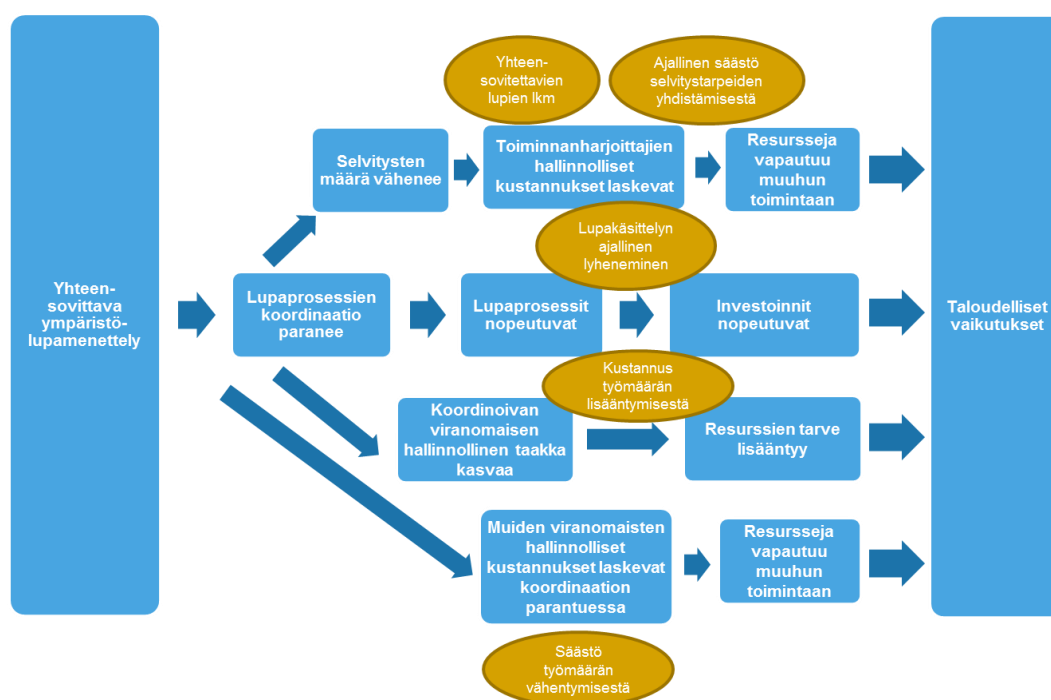 Yhteen-
sovittava
ympäristö-
lupamenettely
Yhteen-
sovitettavien
lupien lkm
Ajallinen säästö
selvitystarpeiden
yhdistämisestä
Selvitysten
määrä vähenee
Toiminnanharjoittajien
hallinnolliset
kustannukset laskevat
Resursseja
vapautuu
muuhun
toimintaan
Lupakäsittelyn
ajallinen
lyheneminen
Lupaprosessien
koordinaatio
paranee
Lupaprosessit
nopeutuvat
Investoinnit
nopeutuvat
Kustannus
työmäärän
lisääntymisestä
Koordinoivan
viranomaisen
hallinnollinen taakka
kasvaa
Resurssien tarve
lisääntyy
Muiden viranomaisten
hallinnolliset
kustannukset laskevat
koordinaation
parantuessa
Resursseja
vapautuu
muuhun
toimintaan
Säästö
työmäärän
vähentymisestä
Taloudelliset
vaikutukset